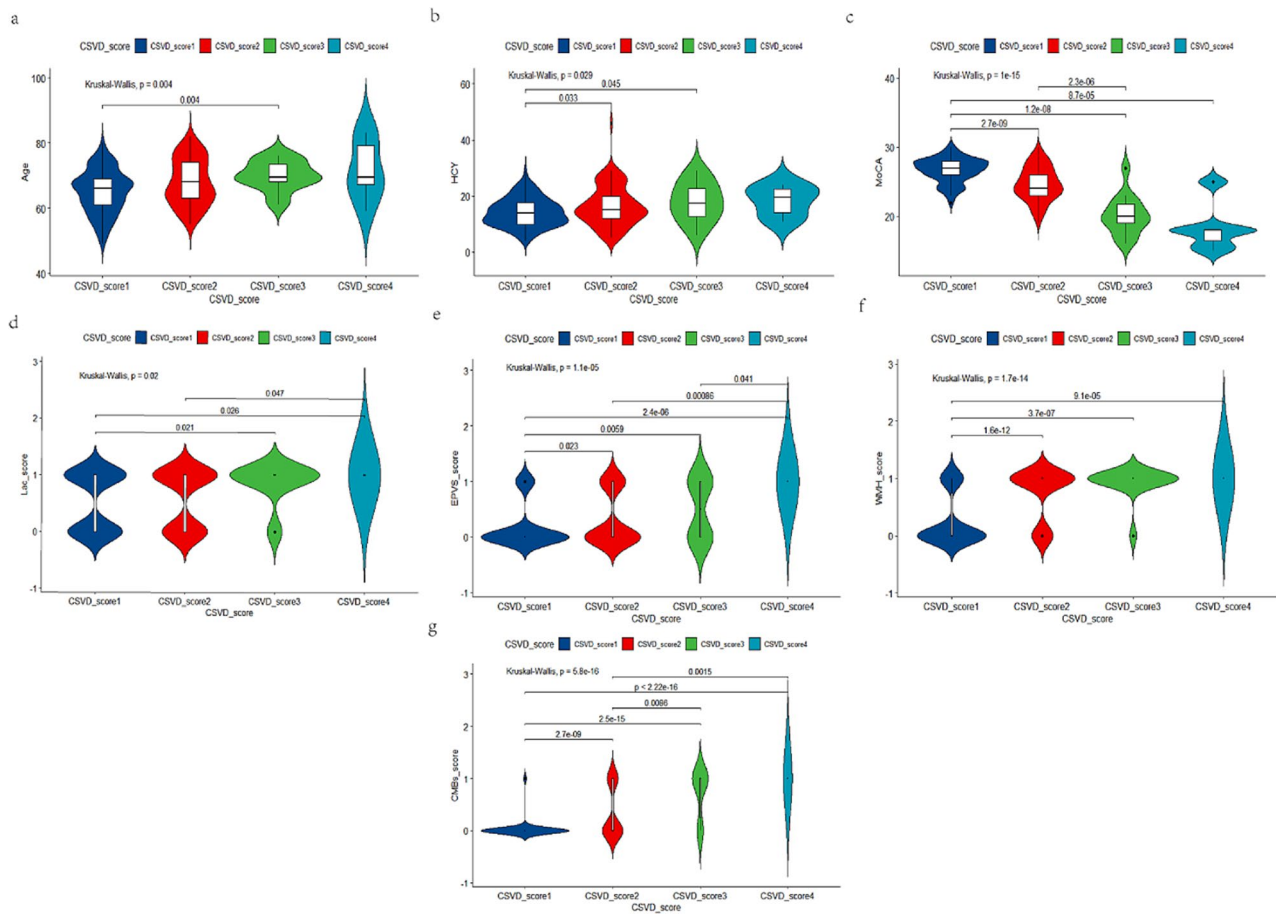 a
CSVD_score CSVD_score1 CSVD_score2 CSVD_score3 CSVD_score4
100
Kruskal-Wallis, p = 0.004
0.004
80
Age
60
40
CSVD_score1 CSVD_score2 CSVD_score3 CSVD_score4
CSVD_score
b
CSVD_score CSVD_score1 CSVD_score2 CSVD_score3 CSVD_score4
60
Kruskal-Wallis, p = 0.029
0.045
0.033
40
HCY
20
0
CSVD_score1 CSVD_score2 CSVD_score3 CSVD_score4
CSVD_score
c
CSVD_score CSVD_score1 CSVD_score2 CSVD_score3 CSVD_score4
40
Kruskal-Wallis, p = 1e-15
2.3e-06
8.7e-05
1.2e-08
2.7e-09
30
MoCA
20
CSVD_score1 CSVD_score2 CSVD_score3 CSVD_score4
CSVD_score
d
CSVD_score CSVD_score1 CSVD_score2 CSVD_score3 CSVD_score4
3
Kruskal-Wallis, p = 0.02
0.047
0.026
0.021
2
Lac_score
1
0
-1
CSVD_score1 CSVD_score2 CSVD_score3 CSVD_score4
CSVD_score
e
CSVD_score CSVD_score1 CSVD_score2 CSVD_score3 CSVD_score4
3
Kruskal-Wallis, p = 1.1e-05
0.041
0.00086
2.4e-06
0.0059
0.023
2
EPVS_score
1
0
-1
CSVD_score1 CSVD_score2 CSVD_score3 CSVD_score4
CSVD_score
f
CSVD_score CSVD_score1 CSVD_score2 CSVD_score3 CSVD_score4
3
Kruskal-Wallis, p = 1.7e-14
9.1e-05
3.7e-07
1.6e-12
2
WMH_score
1
0
-1
CSVD_score1 CSVD_score2 CSVD_score3 CSVD_score4
CSVD_score
g
CSVD_score CSVD_score1 CSVD_score2 CSVD_score3 CSVD_score4
3
Kruskal-Wallis, p = 5.8e-16
0.0015
p < 2.22e-16
0.0086
2.5e-15
2.7e-09
2
CMBs_score
1
0
-1
CSVD_score1 CSVD_score2 CSVD_score3 CSVD_score4
CSVD_score